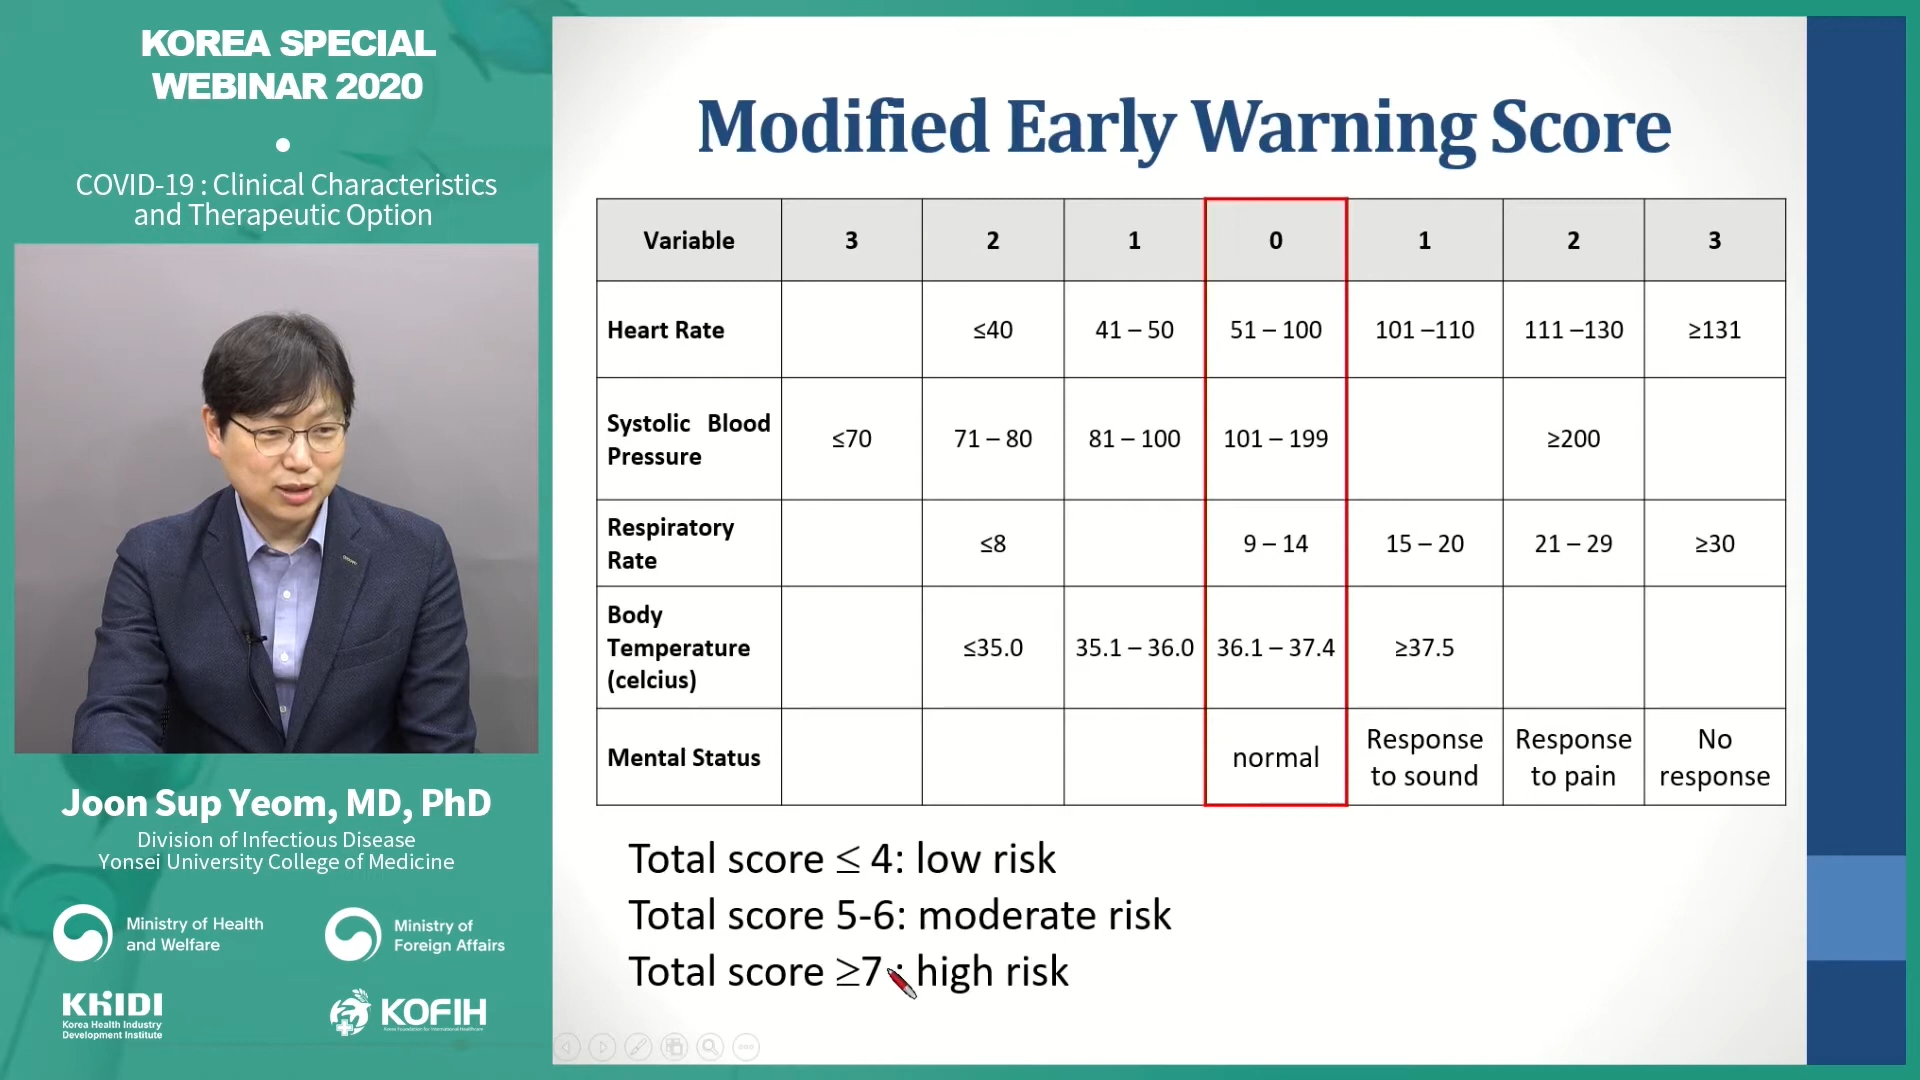 KOREA SPECIAL
WEBINAR 2020
COVID-19 : Clinical Characteristics
and Therapeutic Option
Joon Sup Yeom, MD, PhD
Division of Infectious Disease
Yonsei University College of Medicine
Ministry of Health
and Welfare
Ministry of
Foreign Affairs
KHIDI
Korea Health Industry
Development Institute
KOFIH
Korea Foundation for International Healthcare
Modified Early Warning Score
Variable 3 2 1 0 1 2 3
Heart Rate ≤40 41 – 50 51 – 100 101 –110 111 –130 ≥131
Systolic Blood
Pressure ≤70 71 – 80 81 – 100 101 – 199 ≥200
Respiratory
Rate ≤8 9 – 14 15 – 20 21 – 29 ≥30
Body
Temperature
(celcius) ≤35.0 35.1 – 36.0 36.1 – 37.4 ≥37.5
Mental Status normal Response to sound Response to pain No response
Total score ≤ 4: low risk
Total score 5-6: moderate risk
Total score ≥7 : high risk